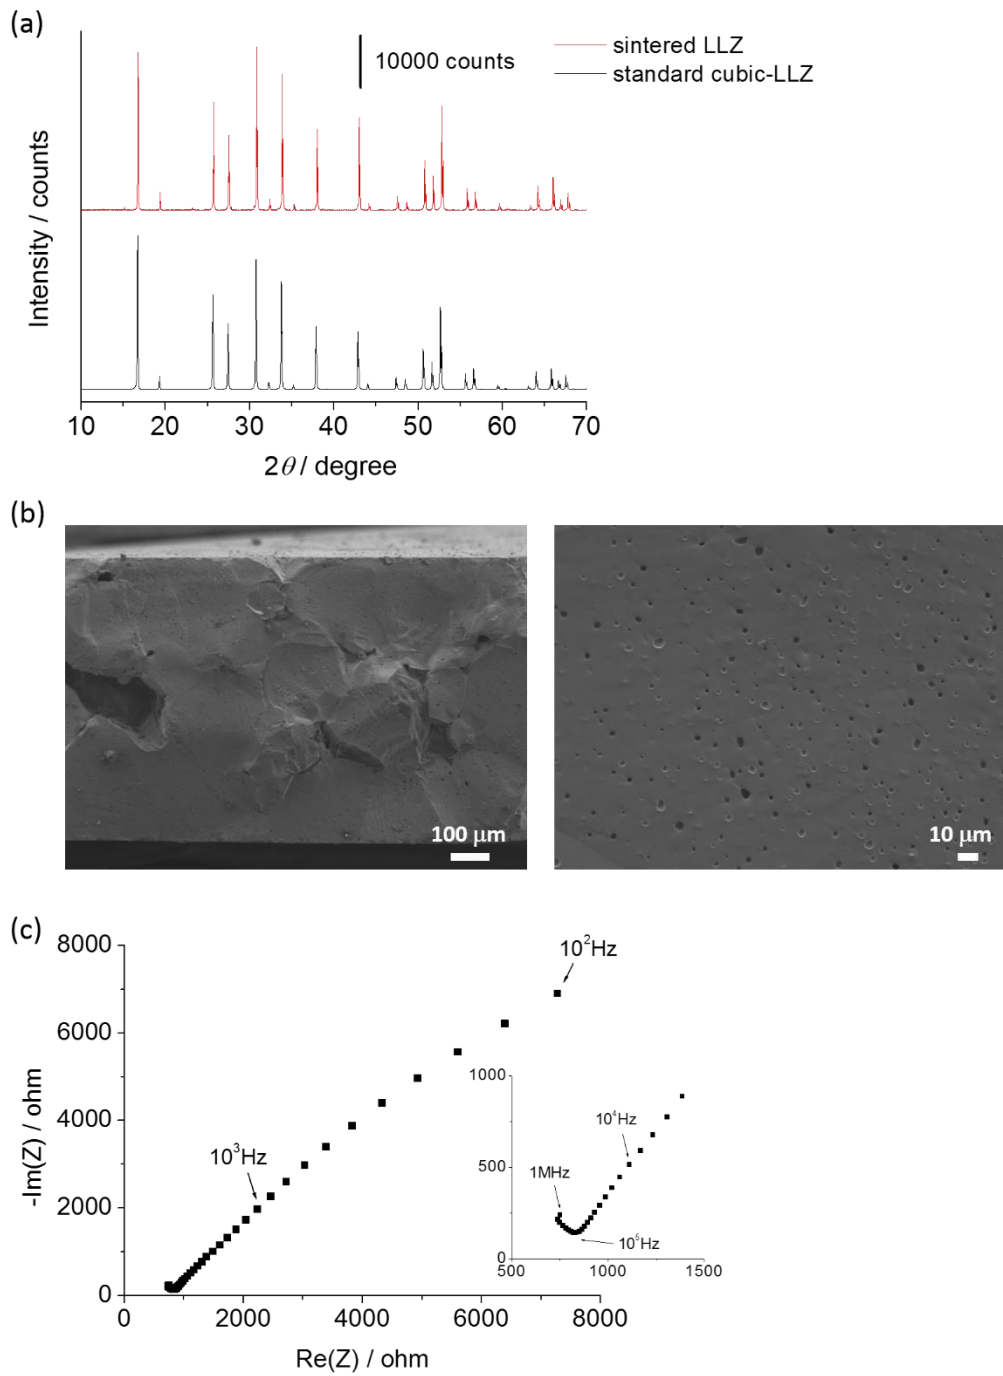 (a)
10000 counts
sintered LLZ
standard cubic-LLZ
Intensity / counts
10 20 30 40 50 60 70
2θ / degree
(b)
100 μm
10 μm
(c)
8000
6000
4000
2000
0
-Im(Z) / ohm
10²Hz
10³Hz
1000
500
0
10⁴Hz
1MHz
10⁵Hz
500 1000 1500
0 2000 4000 6000 8000
Re(Z) / ohm